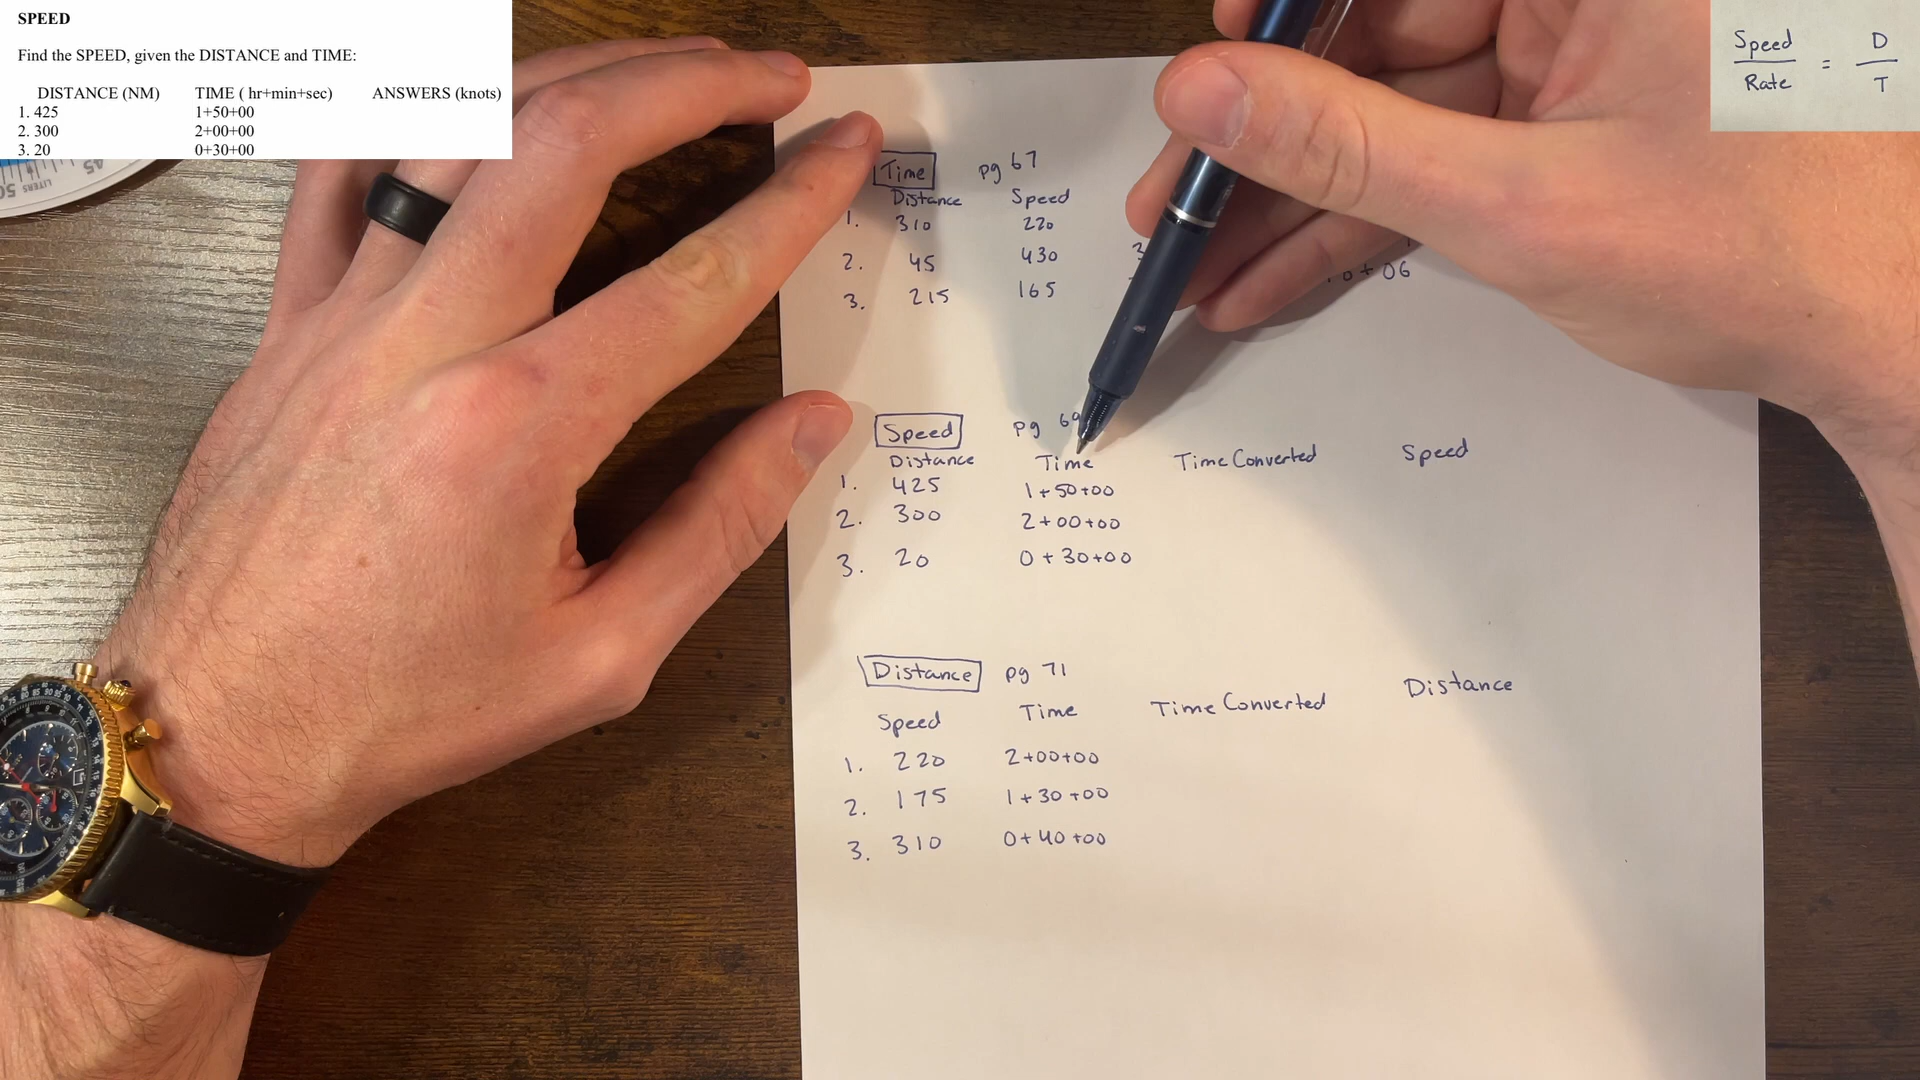 SPEED
Find the SPEED, given the DISTANCE and TIME:
DISTANCE (NM) TIME ( hr+min+sec) ANSWERS (knots)
1. 425 1+50+00
2. 300 2+00+00
3. 20 0+30+00
Speed D
= 
Rate T
45
50
LITERS
Time pg 67
Distance Speed
1. 310 220
2. 45 430 3
3. 215 165
0+06
Speed pg 69
Distance Time Time Converted Speed
1. 425 1+50+00
2. 300 2+00+00
3. 20 0+30+00
Distance pg 71
Speed Time Time Converted Distance
1. 220 2+00+00
2. 175 1+30+00
3. 310 0+40+00